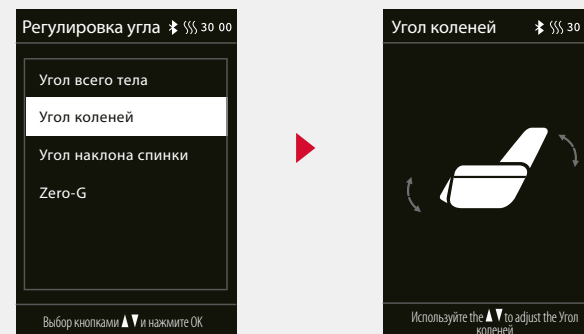 Регулировка угла 30 00
Угол всего тела
Угол коленей
Угол наклона спинки
Zero-G
Выбор кнопками ▲▼ и нажмите OK
Угол коленей 30
Используйте the ▲▼ to adjust the Угол
коленей